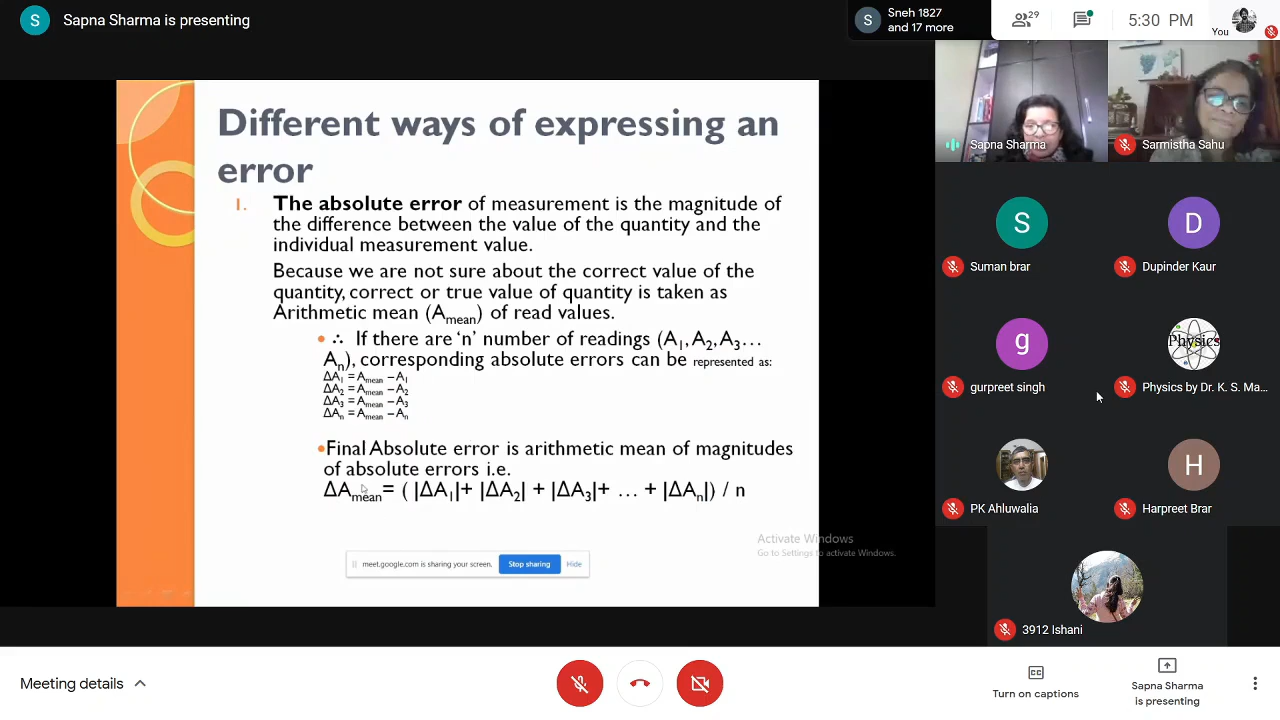 S
Sapna Sharma is presenting
S
Sneh 1827
and 17 more
29
5:30 PM
You
Different ways of expressing an
error
1. The absolute error of measurement is the magnitude of
the difference between the value of the quantity and the
individual measurement value.
Because we are not sure about the correct value of the
quantity, correct or true value of quantity is taken as
Arithmetic mean (Amean) of read values.
• ∴ If there are ‘n’ number of readings (A1, A2, A3…
An), corresponding absolute errors can be represented as:
ΔA1 = Amean – A1
ΔA2 = Amean – A2
ΔA3 = Amean – A3
ΔAn = Amean – An
•Final Absolute error is arithmetic mean of magnitudes
of absolute errors i.e.
ΔAmean= ( |ΔA1|+ |ΔA2| + |ΔA3|+ … + |ΔAn|) / n
Activate Windows
Go to Settings to activate Windows.
meet.google.com is sharing your screen. Stop sharing Hide
Sapna Sharma
Sarmistha Sahu
S
Suman brar
D
Dupinder Kaur
g
gurpreet singh
Physics
Physics by Dr. K. S. Ma...
PK Ahluwalia
H
Harpreet Brar
3912 Ishani
Meeting details
CC
Turn on captions
Sapna Sharma
is presenting